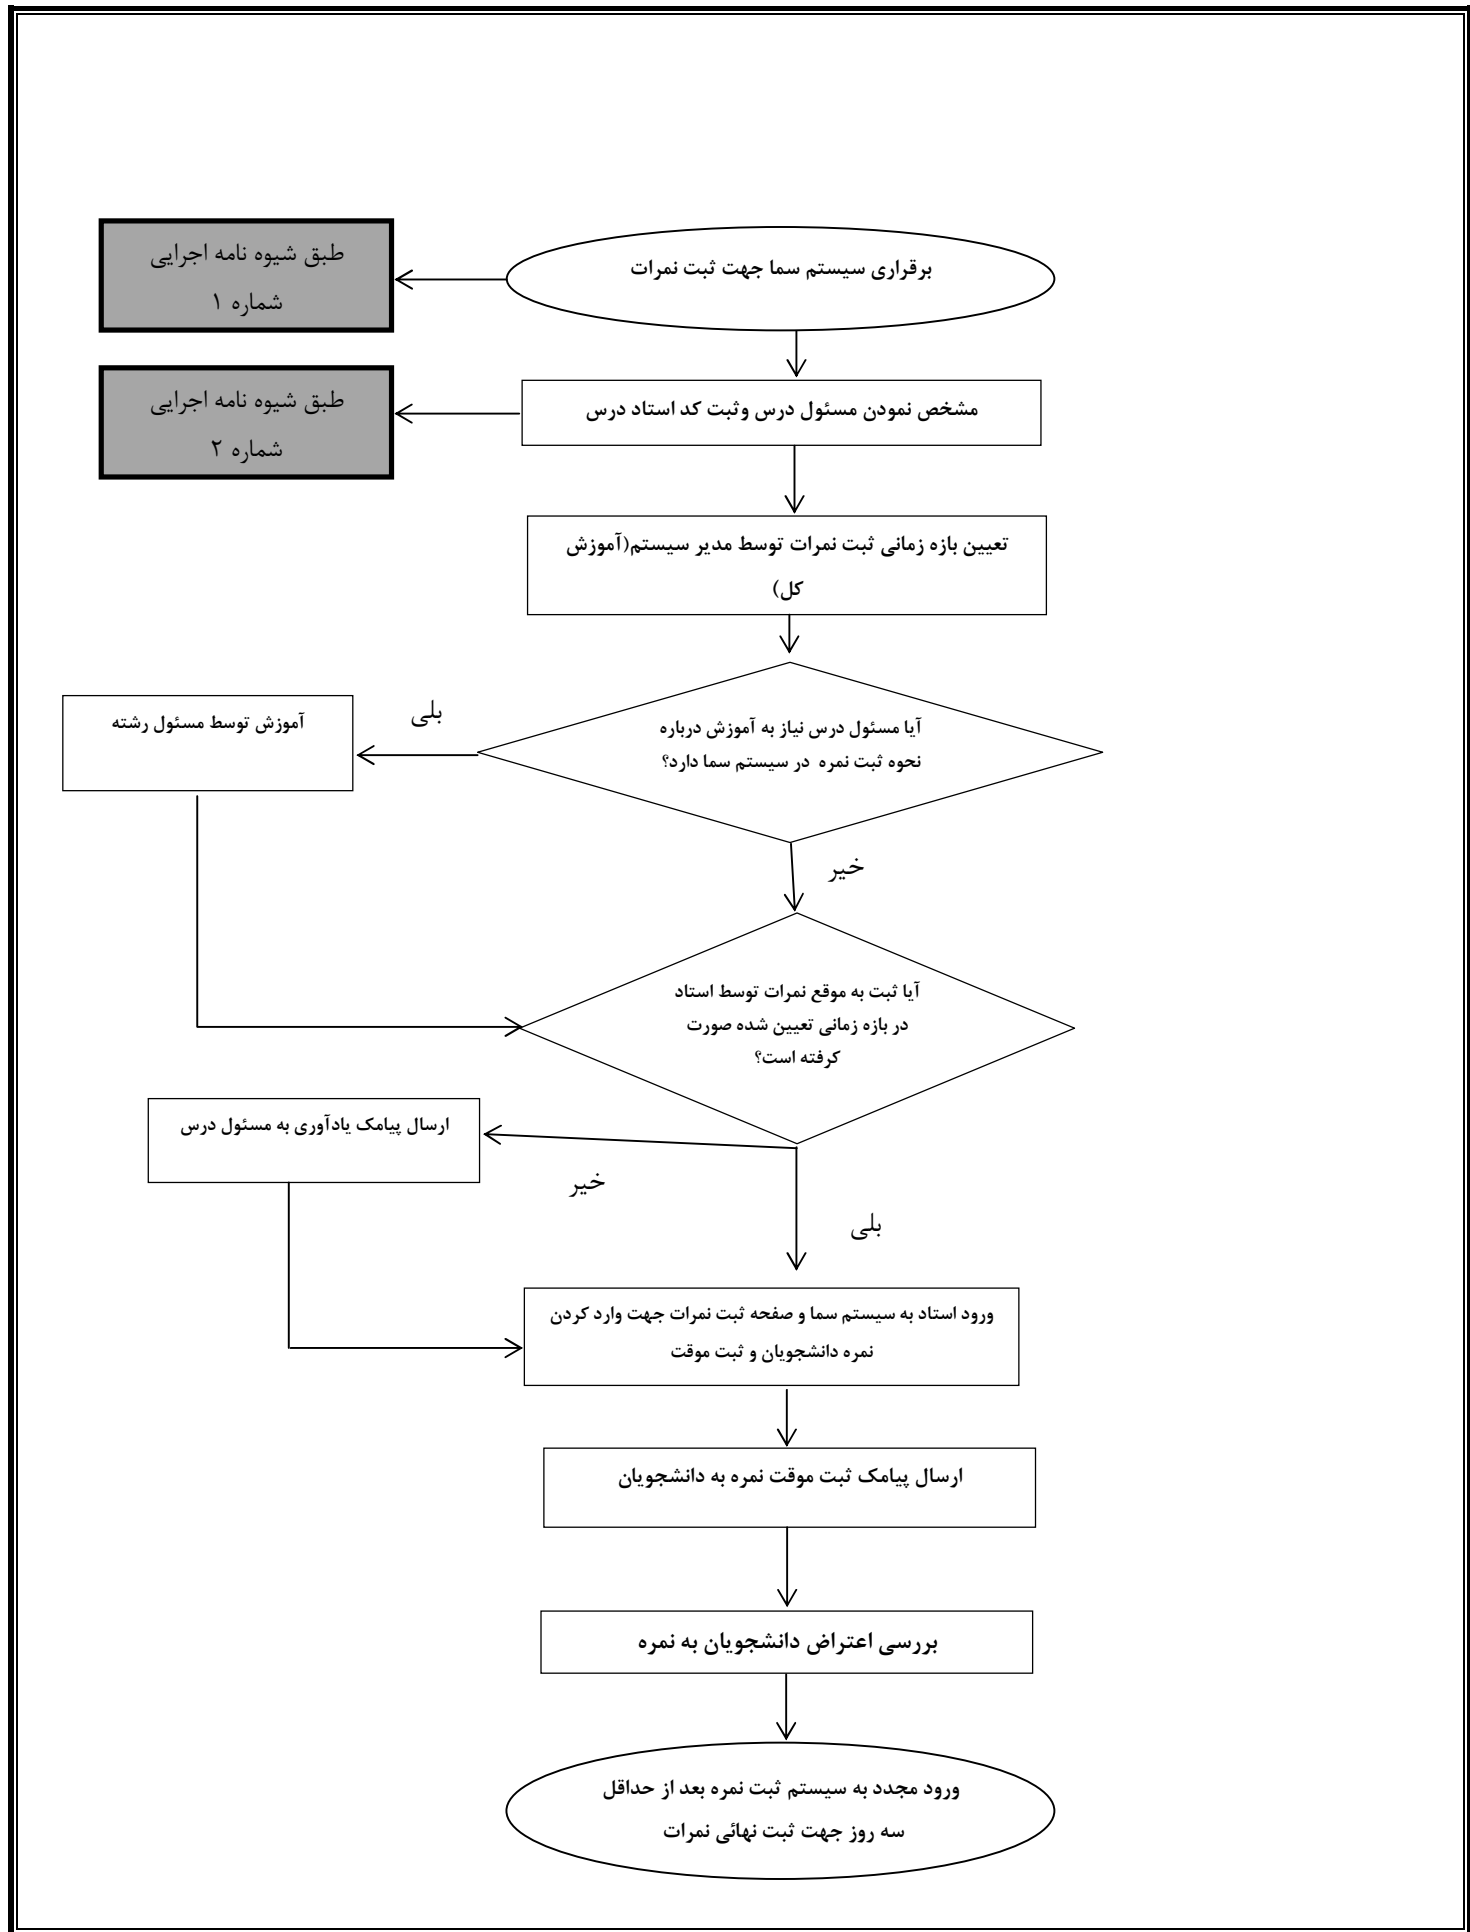 برقراری سیستم سما جهت ثبت نمرات
طبق شیوه نامه اجرایی
شماره ۱
مشخص نمودن مسئول درس وثبت کد استاد درس
طبق شیوه نامه اجرایی
شماره ۲
تعیین بازه زمانی ثبت نمرات توسط مدیر سیستم(آموزش
کل)
آیا مسئول درس نیاز به آموزش درباره
نحوه ثبت نمره در سیستم سما دارد؟
بلی
آموزش توسط مسئول رشته
خیر
آیا ثبت به موقع نمرات توسط استاد
در بازه زمانی تعیین شده صورت
کرفته است؟
ارسال پیامک یادآوری به مسئول درس
خیر
بلی
ورود استاد به سیستم سما و صفحه ثبت نمرات جهت وارد کردن
نمره دانشجویان و ثبت موقت
ارسال پیامک ثبت موقت نمره به دانشجویان
بررسی اعتراض دانشجویان به نمره
ورود مجدد به سیستم ثبت نمره بعد از حداقل
سه روز جهت ثبت نهائی نمرات